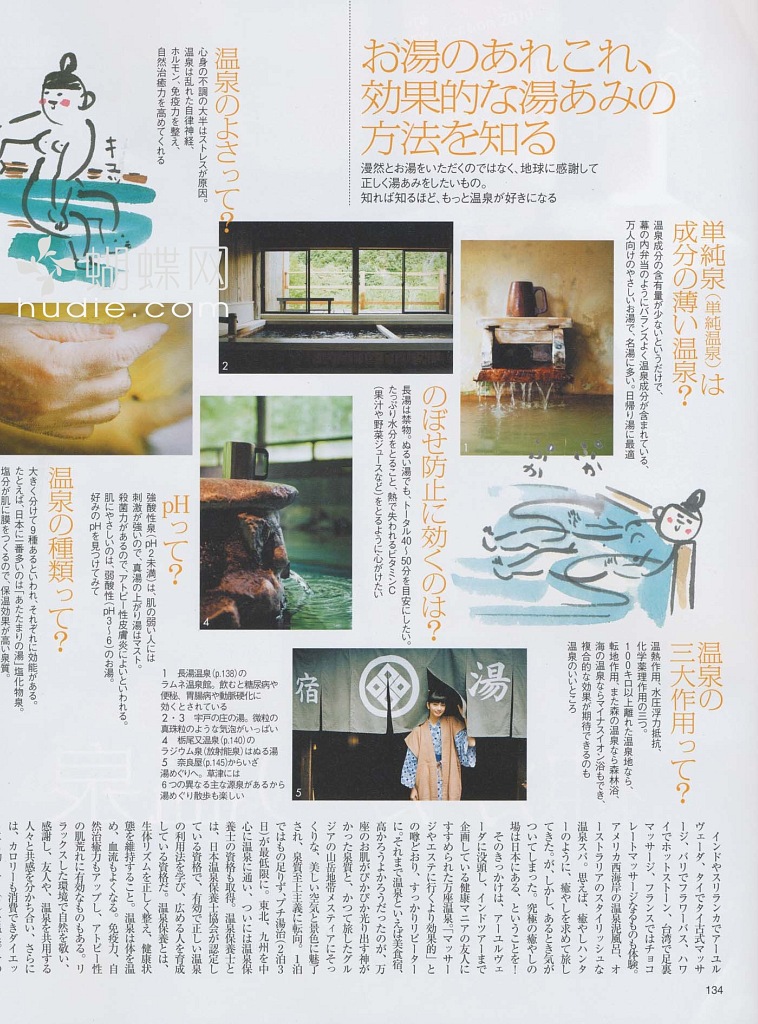 お湯のあれこれ、
効果的な湯あみの
方法を知る
漫然とお湯をいただくのではなく、地球に感謝して
正しく湯あみをしたいもの。
知れば知るほど、もっと温泉が好きになる
温泉のよさって?
心身の不調の大半はストレスが原因。
温泉は乱れた自律神経、
ホルモン、免疫力を整え、
自然治癒力を高めてくれる
キュッ
蝴蝶网
hudie.com
単純泉(単純温泉)は
成分の薄い温泉?
温泉成分の含有量が少ないというだけで、
幕の内弁当のようにバランスよく温泉成分が含まれている、
万人向けのやさしいお湯で、名湯に多い。日帰り湯に最適
2
1
のぼせ防止に効くのは?
長湯は禁物。ぬるい湯でも、トータル40〜50分を目安にしたい。
たっぷり水分をとること、熱で失われるビタミンC
(果汁や野菜ジュースなど)をとるように心がけたい
ぷか
ぷか
4
pHって?
強酸性泉(pH2未満)は、肌の弱い人には
刺激が強いので、真湯の上がり湯はマスト。
殺菌力があるので、アトピー性皮膚炎によいといわれる。
肌にやさしいのは、弱酸性(pH3〜6)のお湯。
好みのpHを見つけてみて
温泉の種類って?
大きく分けて9種あるといわれ、それぞれに効能がある。
たとえば、日本に一番多いのは「あたたまりの湯」塩化物泉。
塩分が肌に膜をつくるので、保温効果が高い泉質。
温泉の
三大作用って?
温熱作用、水圧浮力抵抗、
化学薬理作用の三つ。
100キロ以上離れた温泉地なら、
転地作用、また森の温泉なら森林浴、
海の温泉ならマイナスイオン浴もでき、
複合的な効果が期待できるのも
温泉のいいところ
1 長湯温泉(p.138)の
ラムネ温泉館。飲むと糖尿病や
便秘、胃腸病や動脈硬化に
効くとされている
2・3 宇戸の庄の湯。微粒の
真珠粒のような気泡がいっぱい
4 栃尾又温泉(p.140)の
ラジウム泉(放射能泉)はぬる湯
5 奈良屋(p.145)からいざ
湯めぐりへ。草津には
6つの異なる主な源泉があるから
湯めぐり散歩も楽しい
宿
湯
5
インドやスリランカでアーユル
ヴェーダ、タイでタイ古式マッサ
ージ、バリでフラワーバス、ハワ
イでホットストーン、台湾で足裏
マッサージ、フランスではチョコ
レートマッサージなるものも体験。
アメリカ西海岸の温泉泥風呂、オ
ーストラリアのスタイリッシュな
温泉スパ。思えば、癒やしハンタ
ーのように、癒やしを求めて旅し
てきた。が、しかし、あるとき気が
ついてしまった。究極の癒やしの
場は日本にある、ということを!
そのきっかけは、アーユルヴェ
ーダに没頭し、インドツアーまで
企画している健康マニアの友人に
すすめられた万座温泉。「マッサー
ジやエステに行くより効果的」と
の噂どおり、すっかりリピーター
に。それまで温泉といえば美食宿、
高かろうよかろうだったのが、万
座のお肌がぴかぴか光り出す神が
かった泉質と、かつて旅したグル
ジアの山岳地帯メスティアにそっ
くりな、美しい空気と景色に魅了
され、泉質至上主義に転向。1泊
ではもの足りず、プチ湯治(2泊3
日)が最低限に。東北、九州を中
心に温泉に通い、ついには温泉保
養士の資格も取得。温泉保養士と
は、日本温泉保養士協会が認定し
ている資格で、有効で正しい温泉
の利用法を学び、広める人を育成
している資格だ。温泉保養とは、
生体リズムを正しく整え、健康状
態を維持すること。温泉は体を温
め、血流もよくなる。免疫力、自
然治癒力もアップし、アトピー性
の肌荒れに有効なものもある。リ
ラックスした環境で自然を敬い、
感謝し、友人や、温泉を共用する
人々と共感を分かち合い、さらに
は、カロリーも消費できダイエッ
134